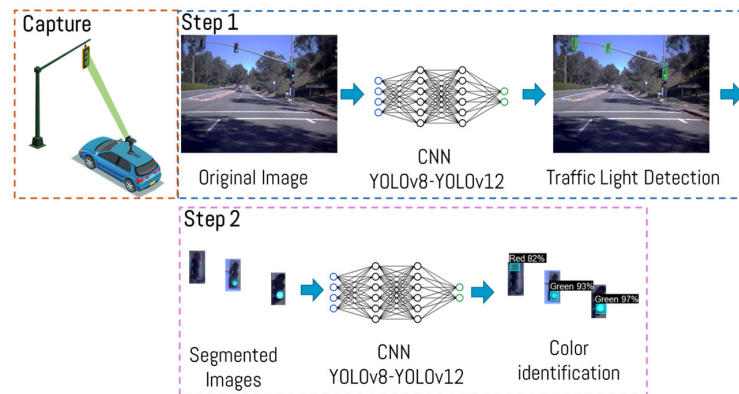 Capture
Step 1
Original Image
CNN
YOLOv8-YOLOv12
Traffic Light Detection
Step 2
Red 82%
Green 93%
Green 97%
Segmented
Images
CNN
YOLOv8-YOLOv12
Color
identification